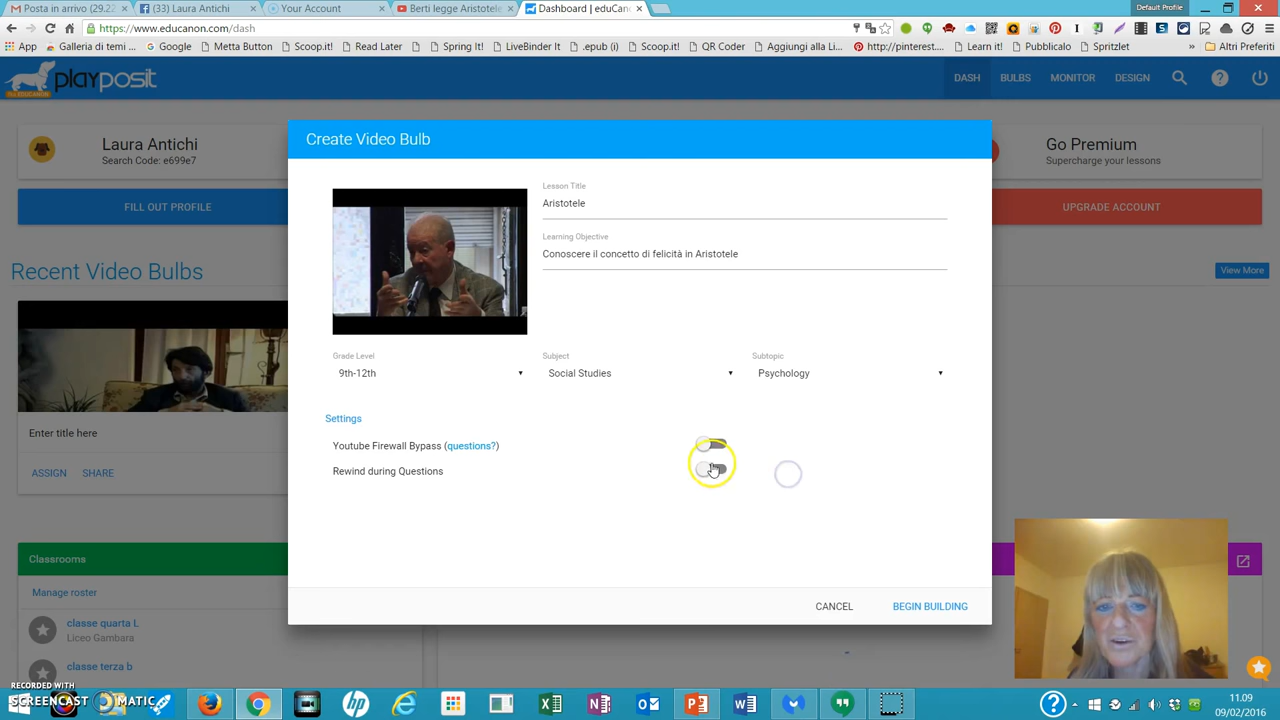 Posta in arrivo (29.22
(33) Laura Antichi
Your Account
Berti legge Aristotele
Dashboard | eduCanon
Default Profile
https://www.educanon.com/dash
App
Galleria di temi ...
Google
Metta Button
Scoop.it!
Read Later
Spring It!
LiveBinder It
.epub (i)
Scoop.it!
QR Coder
Aggiungi alla Li...
http://pinterest....
Learn it!
Pubblicalo
Spritzlet
»
Altri Preferiti
playposit
DASH
BULBS
MONITOR
DESIGN
Laura Antichi
Search Code: e699e7
FILL OUT PROFILE
Go Premium
Supercharge your lessons
UPGRADE ACCOUNT
Recent Video Bulbs
View More
Enter title here
ASSIGN
SHARE
Classrooms
Manage roster
classe quarta L
Liceo Gambara
classe terza b
Create Video Bulb
Lesson Title
Aristotele
Learning Objective
Conoscere il concetto di felicità in Aristotele
Grade Level
9th-12th
Subject
Social Studies
Subtopic
Psychology
Settings
Youtube Firewall Bypass (questions?)
Rewind during Questions
CANCEL
BEGIN BUILDING
RECORDED WITH
SCREENCAST MATIC
11.09
09/02/2016